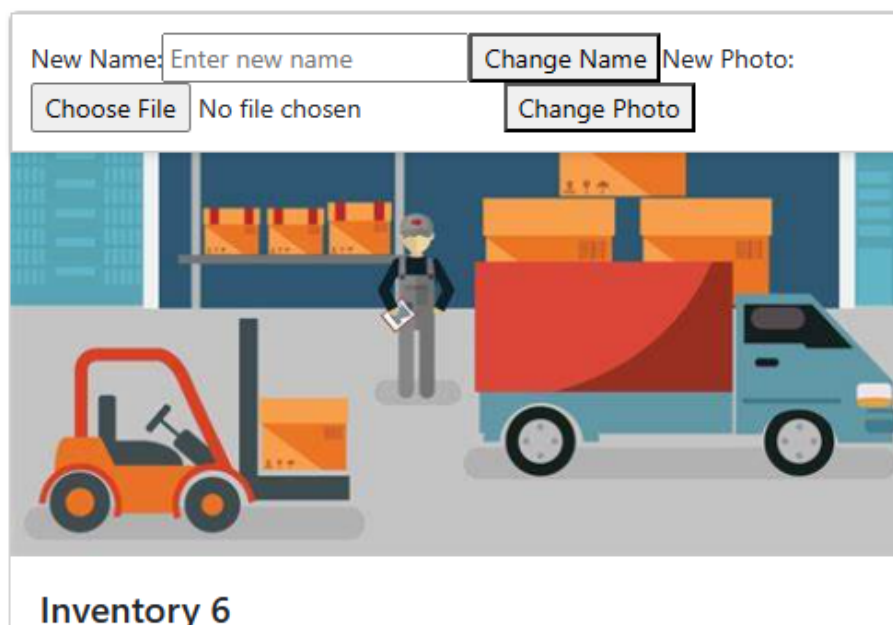 New Name: Enter new name Change Name New Photo:
Choose File No file chosen Change Photo
Inventory 6